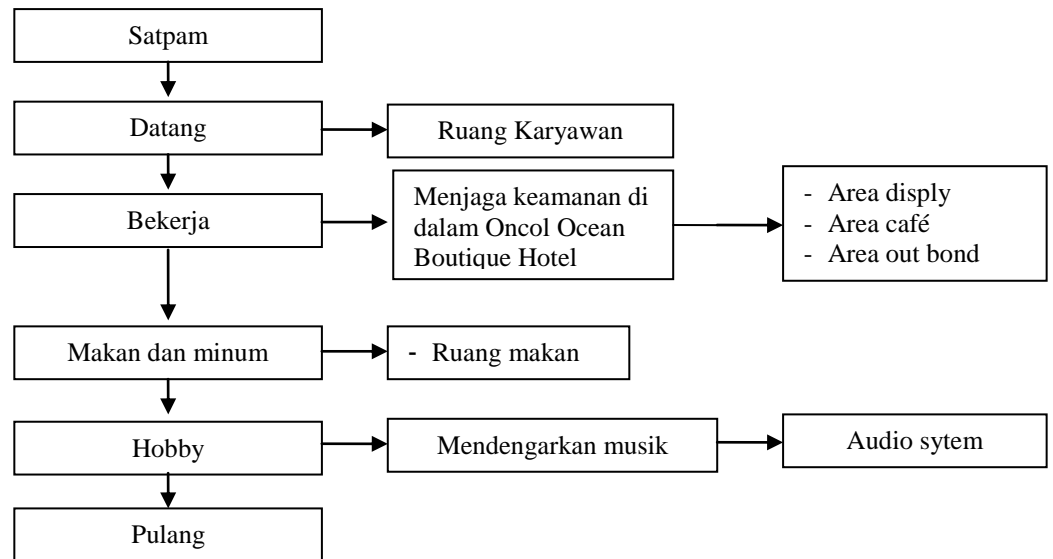 Satpam
Datang
Ruang Karyawan
Bekerja
Menjaga keamanan di
dalam Oncol Ocean
Boutique Hotel
- Area disply
- Area café
- Area out bond
Makan dan minum
- Ruang makan
Hobby
Mendengarkan musik
Audio sytem
Pulang